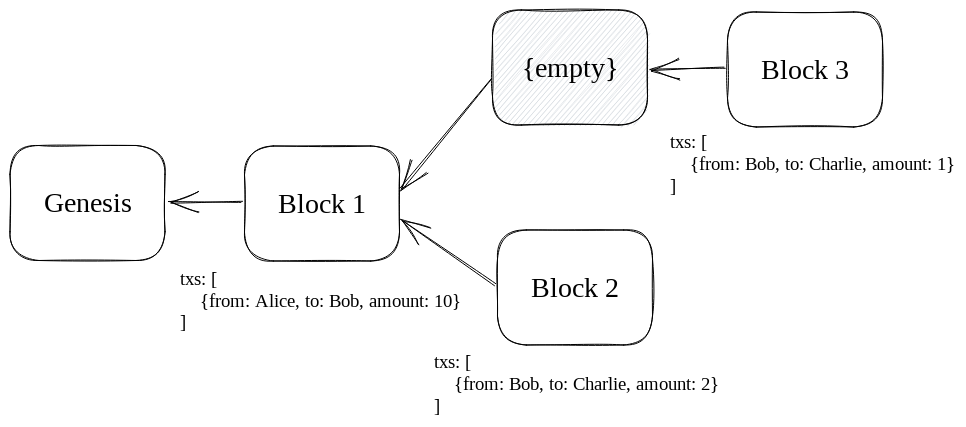 {empty}
Block 3
txs: [
{from: Bob, to: Charlie, amount: 1}
]
Genesis
Block 1
txs: [
{from: Alice, to: Bob, amount: 10}
]
Block 2
txs: [
{from: Bob, to: Charlie, amount: 2}
]